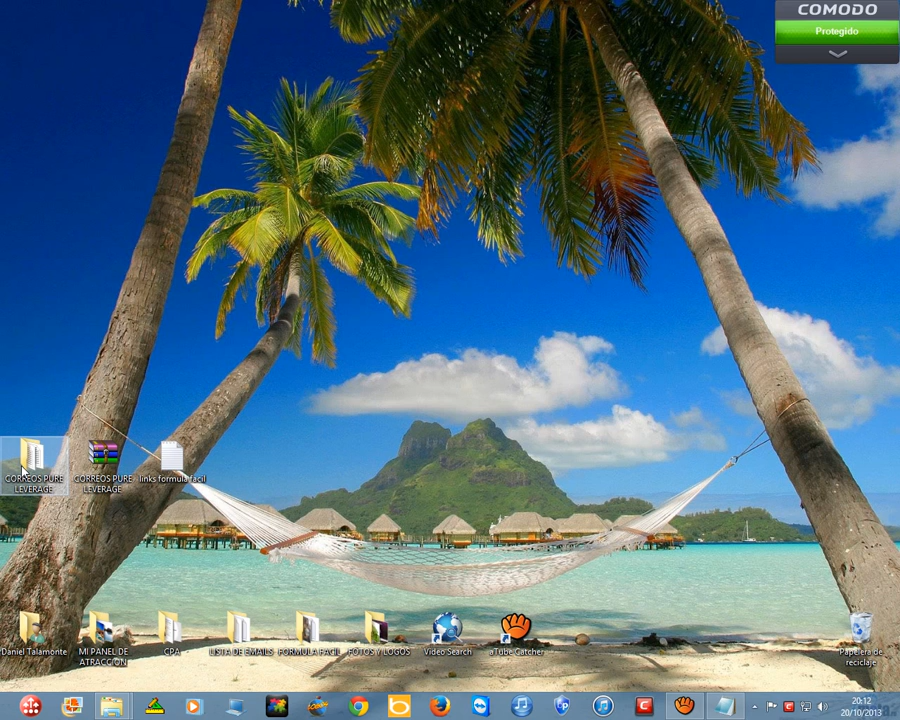 COMODO
Protegido
CORREOS PURE
LEVERAGE
CORREOS PURE
LEVERAGE
links formula facil
Daniel Talamonte
MI PANEL DE
ATRACCION
CPA
LISTA DE EMAILS
FORMULA FACIL
FOTOS Y LOGOS
Video Search
aTube Catcher
Papelera de
reciclaje
20:12
20/10/2013